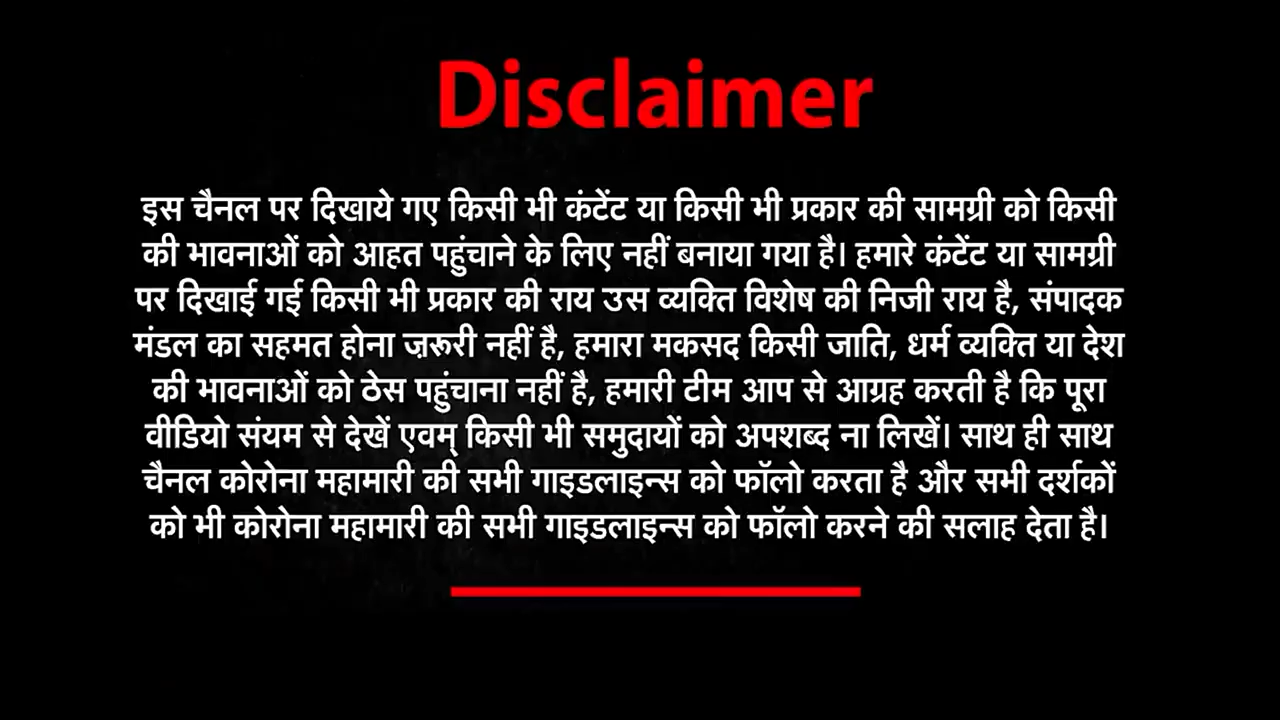 Disclaimer
इस चैनल पर दिखाये गए किसी भी कंटेंट या किसी भी प्रकार की सामग्री को किसी
की भावनाओं को आहत पहुंचाने के लिए नहीं बनाया गया है। हमारे कंटेंट या सामग्री
पर दिखाई गई किसी भी प्रकार की राय उस व्यक्ति विशेष की निजी राय है, संपादक
मंडल का सहमत होना ज़रूरी नहीं है, हमारा मकसद किसी जाति, धर्म व्यक्ति या देश
की भावनाओं को ठेस पहुंचाना नहीं है, हमारी टीम आप से आग्रह करती है कि पूरा
वीडियो संयम से देखें एवम् किसी भी समुदायों को अपशब्द ना लिखें। साथ ही साथ
चैनल कोरोना महामारी की सभी गाइडलाइन्स को फॉलो करता है और सभी दर्शकों
को भी कोरोना महामारी की सभी गाइडलाइन्स को फॉलो करने की सलाह देता है।